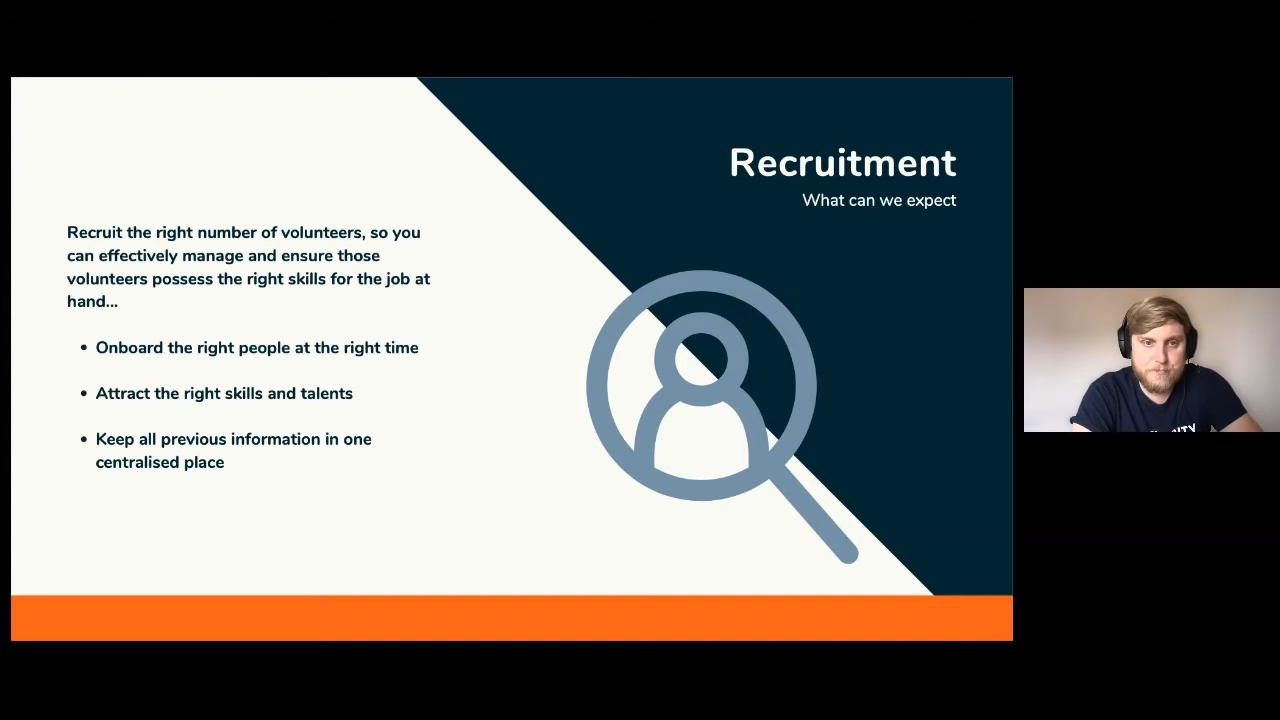 Recruitment
What can we expect
Recruit the right number of volunteers, so you
can effectively manage and ensure those
volunteers possess the right skills for the job at
hand...
• Onboard the right people at the right time
• Attract the right skills and talents
• Keep all previous information in one
centralised place